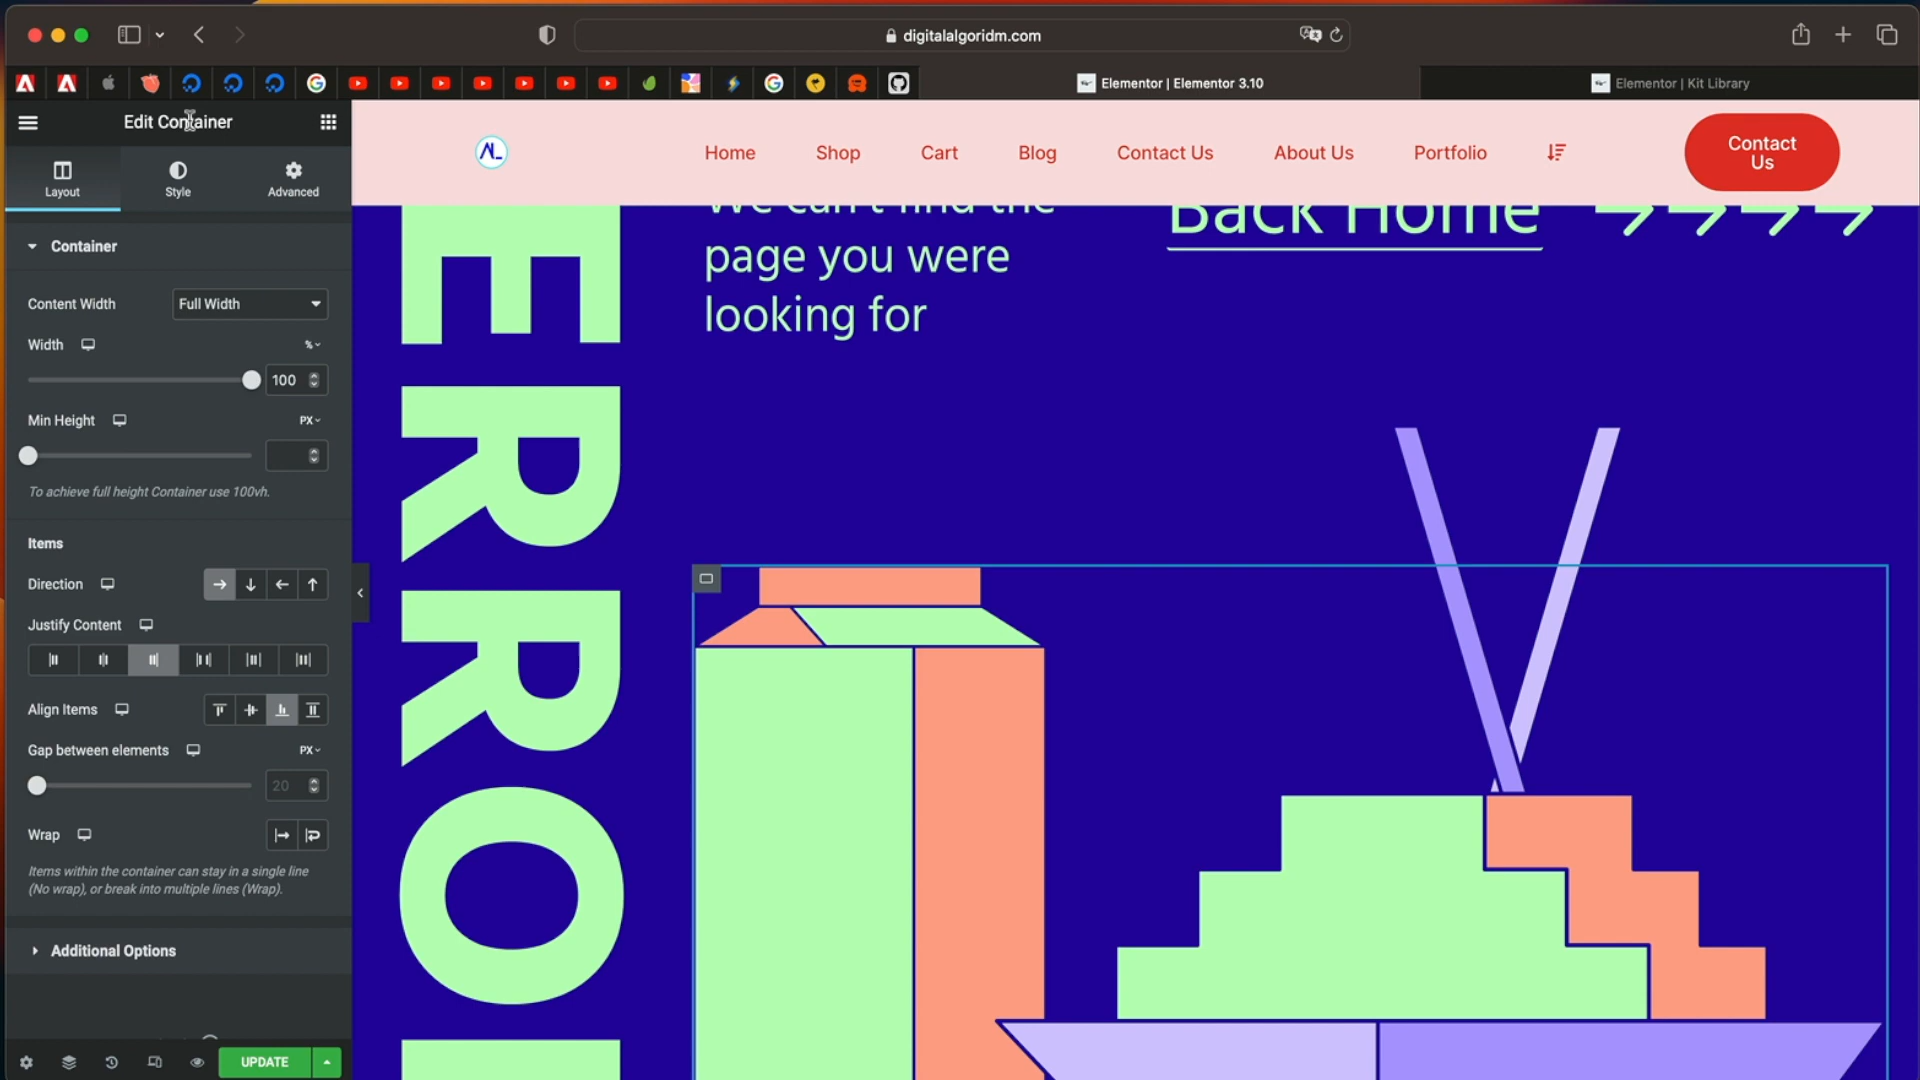 digitalalgoridm.com
Elementor | Elementor 3.10
Elementor | Kit Library
Edit Container
Layout
Style
Advanced
Container
Content Width
Full Width
Width
%
100
Min Height
PX
To achieve full height Container use 100vh.
Items
Direction
Justify Content
Align Items
Gap between elements
PX
20
Wrap
Items within the container can stay in a single line
(No wrap), or break into multiple lines (Wrap).
Additional Options
UPDATE
Home
Shop
Cart
Blog
Contact Us
About Us
Portfolio
Contact
Us
We can't find the
page you were
looking for
Back Home
ERRO